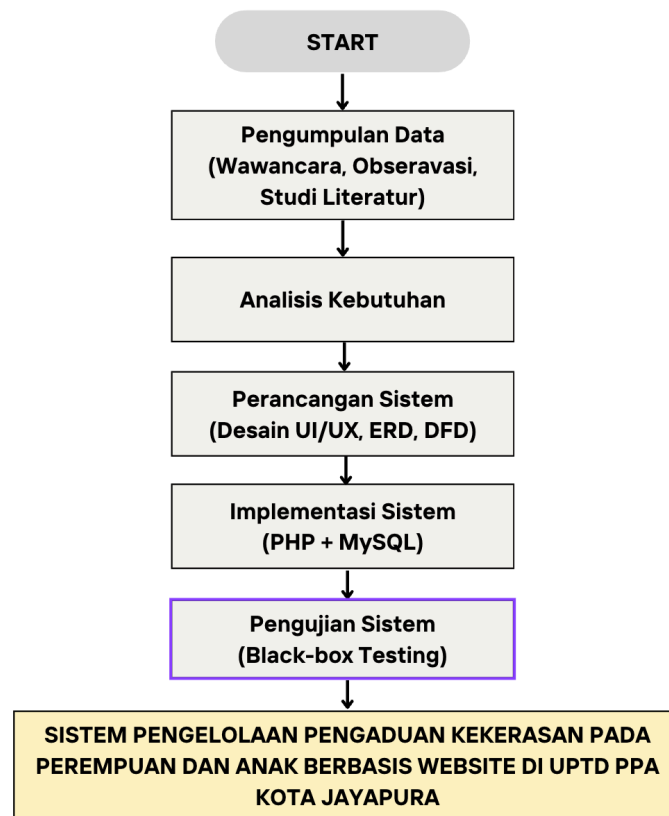 START
Pengumpulan Data
(Wawancara, Obseravasi,
Studi Literatur)
Analisis Kebutuhan
Perancangan Sistem
(Desain UI/UX, ERD, DFD)
Implementasi Sistem
(PHP + MySQL)
Pengujian Sistem
(Black-box Testing)
SISTEM PENGELOLAAN PENGADUAN KEKERASAN PADA
PEREMPUAN DAN ANAK BERBASIS WEBSITE DI UPTD PPA
KOTA JAYAPURA